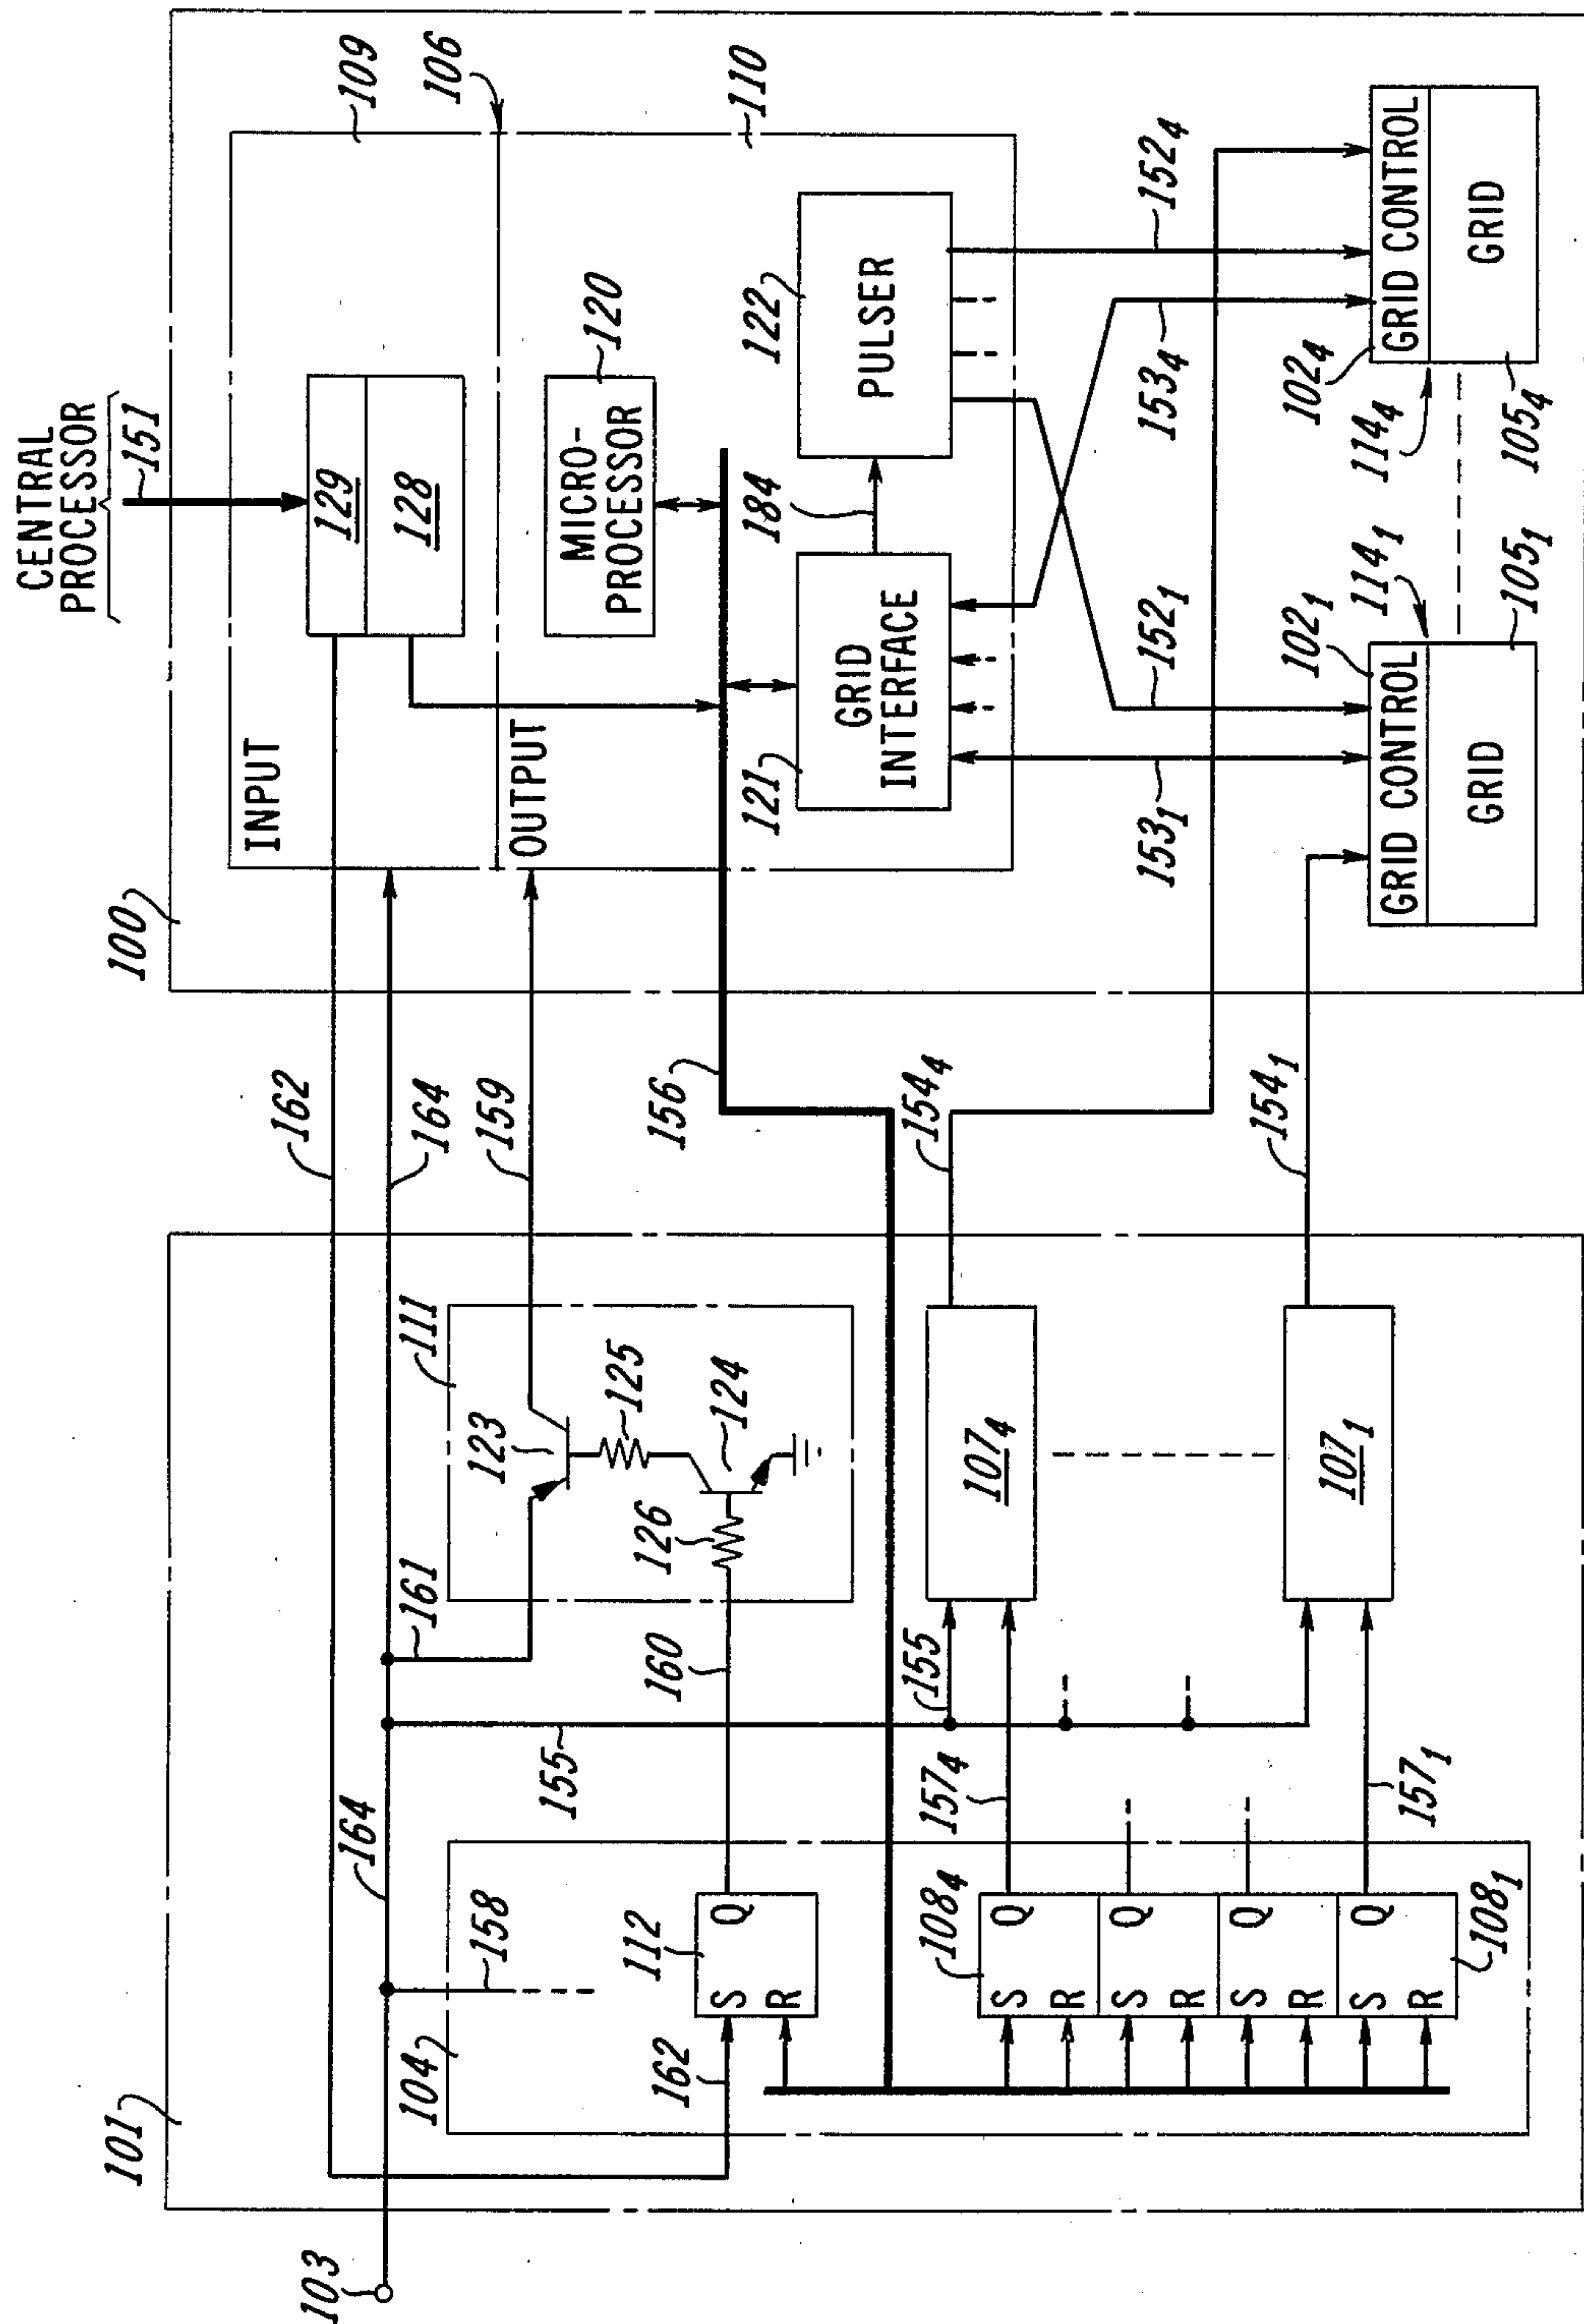 CENTRAL
PROCESSOR
151
100
109
106
110
INPUT
129
128
OUTPUT
MICRO-
PROCESSOR
120
121
GRID
INTERFACE
184
122
PULSER
153₁
152₁
153₄
152₄
GRID CONTROL
GRID
102₁
114₁
105₁
GRID CONTROL
GRID
102₄
114₄
105₄
162
164
159
156
154₄
154₁
101
103
164
158
161
111
123
125
124
126
160
155
155
104
112
S
R
Q
162
107₄
107₁
157₄
157₁
108₄
S
R
Q
S
R
Q
S
R
Q
S
R
Q
108₁